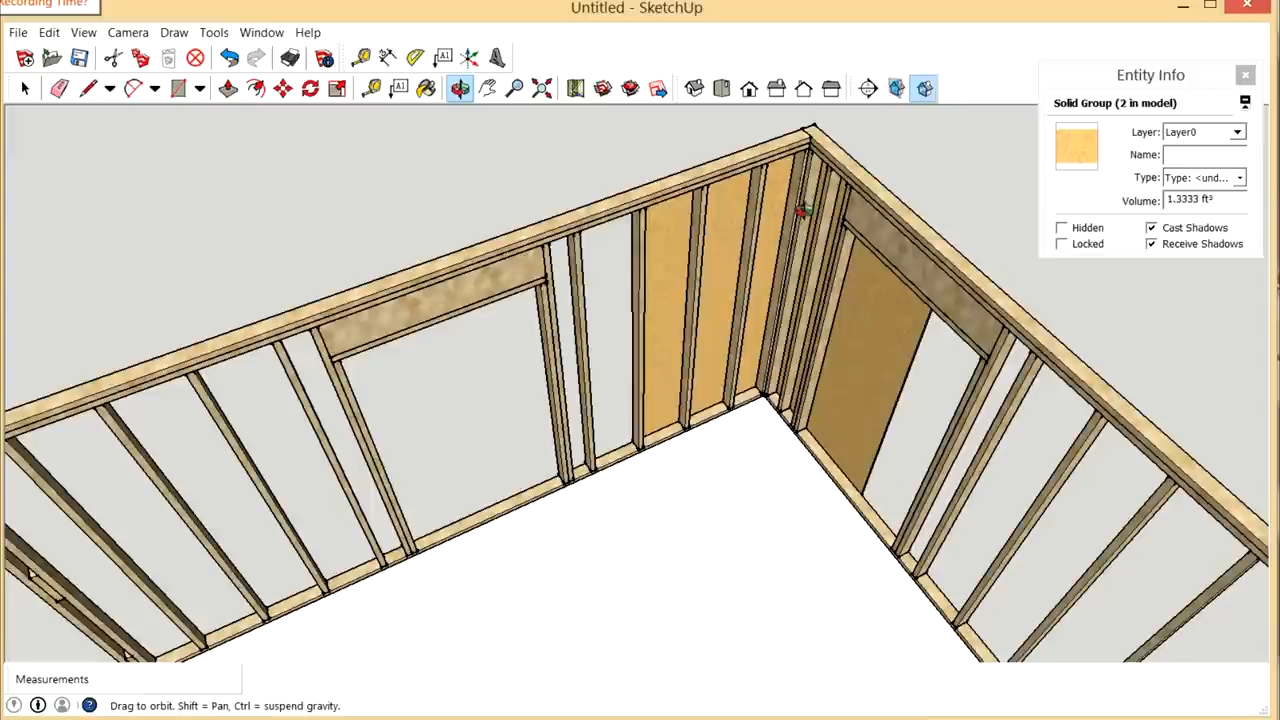 Recording Time?
Untitled - SketchUp
File Edit View Camera Draw Tools Window Help
A1
A1
Entity Info
Solid Group (2 in model)
Layer: Layer0
Name:
Type: Type: <und...
Volume: 1.3333 ft³
Hidden Cast Shadows
Locked Receive Shadows
Measurements
Drag to orbit. Shift = Pan, Ctrl = suspend gravity.